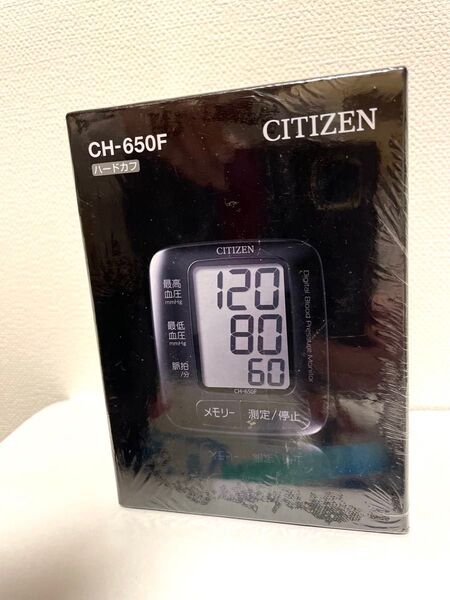 CH-650F
ハードカフ
CITIZEN
CITIZEN
最高
血圧
mmHg
120
最低
血圧
mmHg
80
脈拍
/分
60
CH-650F
メモリー
測定/停止
Digital Blood Pressure Monitor